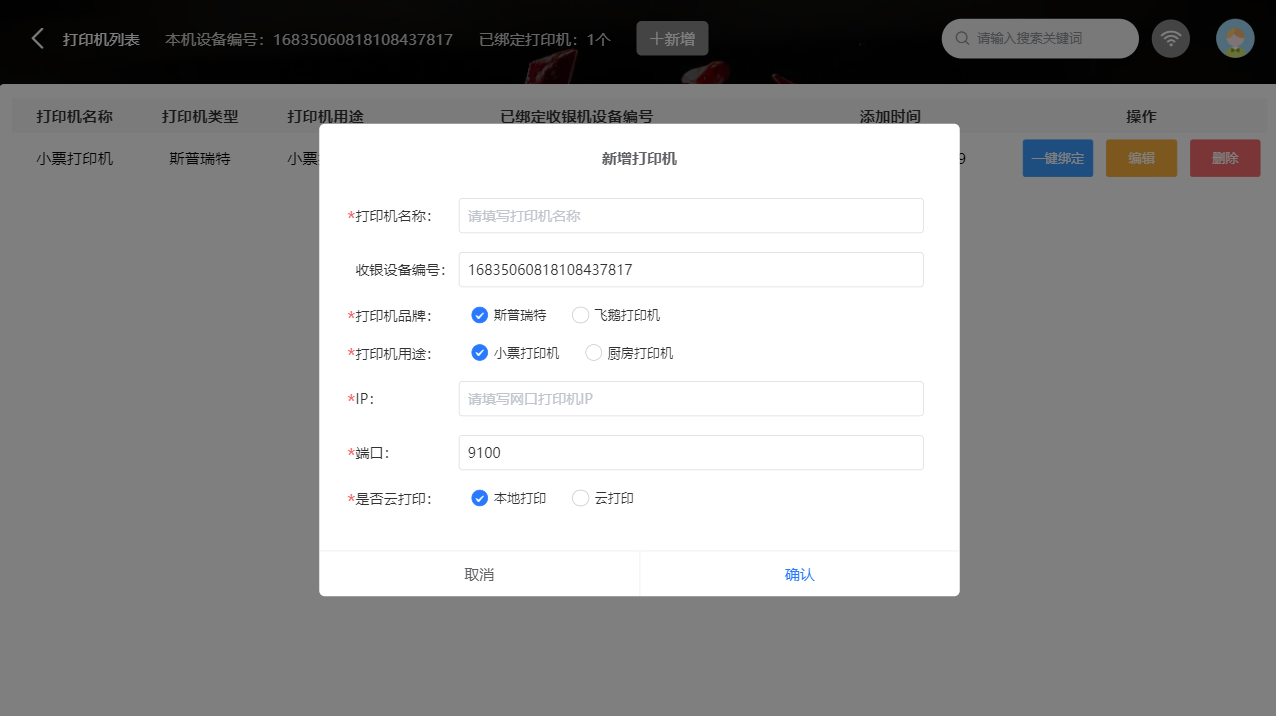 打印机列表 本机设备编号：16835060818108437817 已绑定打印机：1个 十新增 请输入搜索关键词
打印机名称 打印机类型 打印机用途 已绑定收银机设备编号 添加时间 操作
小票打印机 斯普瑞特 小票 9 一键绑定 编辑 删除
新增打印机
*打印机名称： 请填写打印机名称
收银设备编号： 16835060818108437817
*打印机品牌： 斯普瑞特 飞鹅打印机
*打印机用途： 小票打印机 厨房打印机
*IP： 请填写网口打印机IP
*端口： 9100
*是否云打印： 本地打印 云打印
取消 确认